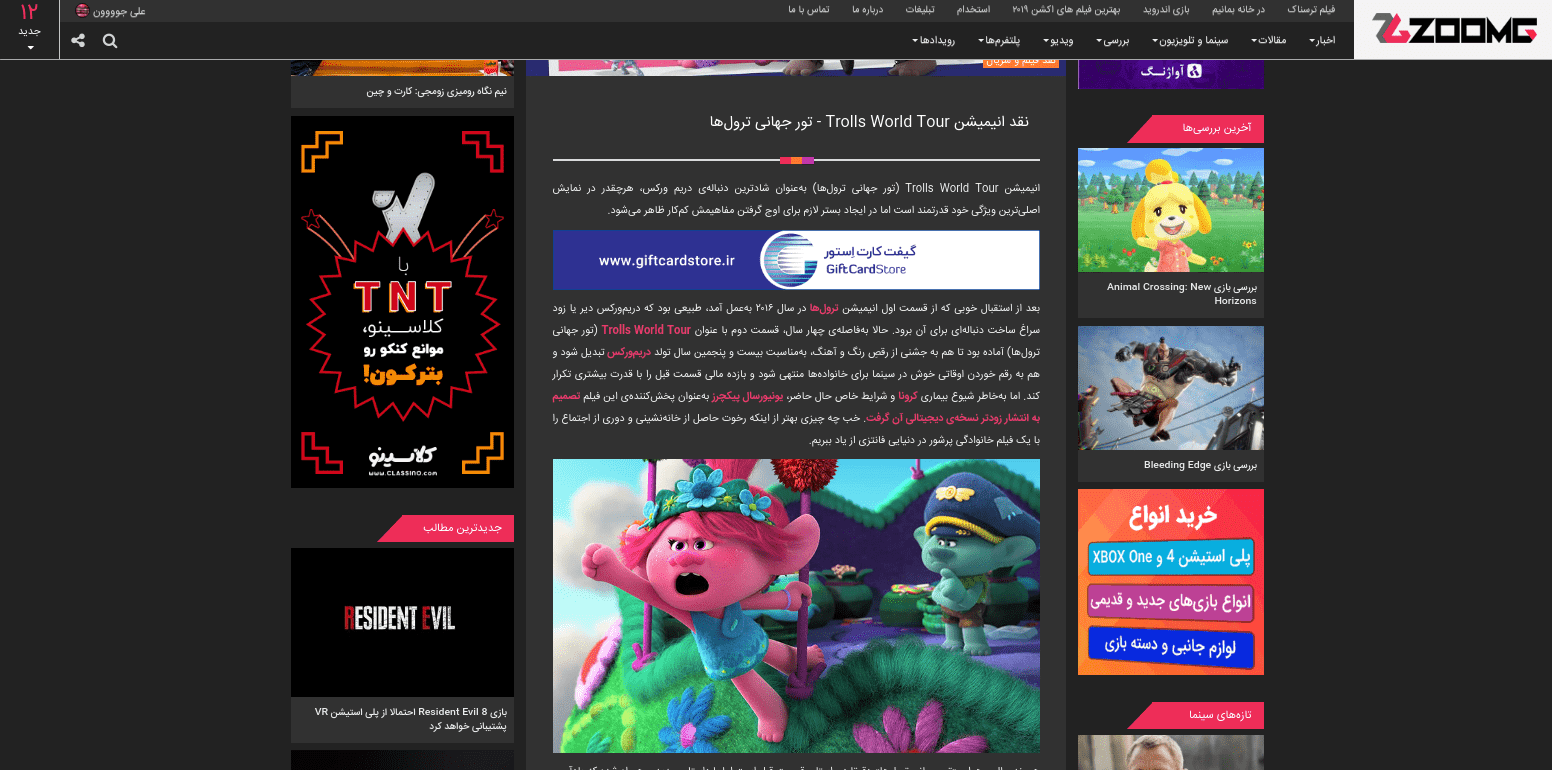 ZOOMG
فیلم ترسناک
در خانه بمانیم
بازی اندروید
بهترین فیلم های اکشن ۲۰۱۹
استخدام
تبلیغات
درباره ما
تماس با ما
علی جوووون
۱۲
جدید
اخبار
مقالات
سینما و تلویزیون
بررسی
ویدیو
پلتفرم‌ها
رویدادها
آوازنگ
آخرین بررسی‌ها
بررسی بازی Animal Crossing: New
Horizons
بررسی بازی Bleeding Edge
خرید انواع
پلی استیشن 4 و XBOX One
انواع بازی‌های جدید و قدیمی
لوازم جانبی و دسته بازی
تازه‌های سینما
نقد فیلم و سریال
نقد انیمیشن Trolls World Tour - تور جهانی ترول‌ها
انیمیشن Trolls World Tour (تور جهانی ترول‌ها) به‌عنوان شادترین دنباله‌ی دریم ورکس، هرچقدر در نمایش
اصلی‌ترین ویژگی خود قدرتمند است اما در ایجاد بستر لازم برای اوج گرفتن مفاهیمش کم‌کار ظاهر می‌شود.
گیفت کارت اِستور
GiftCardStore
www.giftcardstore.ir
بعد از استقبال خوبی که از قسمت اول انیمیشن ترول‌ها در سال ۲۰۱۶ به‌عمل آمد، طبیعی بود که دریم‌ورکس دیر یا زود
سراغ ساخت دنباله‌ای برای آن برود. حالا به‌فاصله‌ی چهار سال، قسمت دوم با عنوان Trolls World Tour (تور جهانی
ترول‌ها) آماده بود تا هم به جشنی از رقص رنگ و آهنگ، به‌مناسبت بیست و پنجمین سال تولد دریم‌ورکس تبدیل شود و
هم به رقم خوردن اوقاتی خوش در سینما برای خانواده‌ها منتهی شود و بازده مالی قسمت قبل را با قدرت بیشتری تکرار
کند. اما به‌خاطر شیوع بیماری کرونا و شرایط خاص حال حاضر، یونیورسال پیکچرز به‌عنوان پخش‌کننده‌ی این فیلم تصمیم
به انتشار زودتر نسخه‌ی دیجیتالی آن گرفت. خب چه چیزی بهتر از اینکه رخوت حاصل از خانه‌نشینی و دوری از اجتماع را
با یک فیلم خانوادگی پرشور در دنیایی فانتزی از یاد ببریم.
نیم نگاه رومیزی زومجی: کارت و چین
با
TNT
کلاسینو،
موانع کنکو رو
بترکون!
کلاسینو
www.CLASSINO.com
جدیدترین مطالب
RESIDENT EVIL
بازی Resident Evil 8 احتمالا از پلی استیشن VR
پشتیبانی خواهد کرد